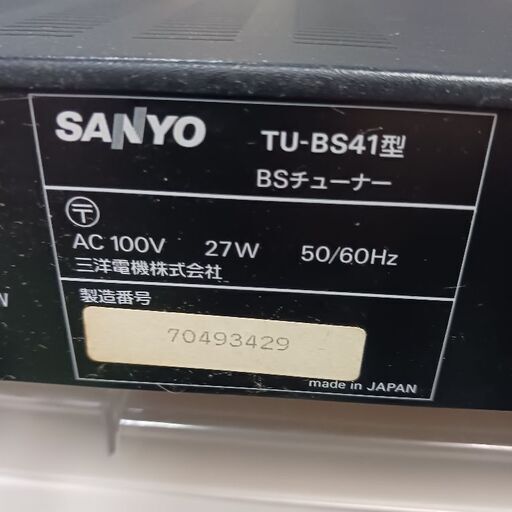 SANYO
TU-BS41型
BSチューナー
〒
AC 100V 27W 50/60Hz
三洋電機株式会社
製造番号
70493429
made in JAPAN
N